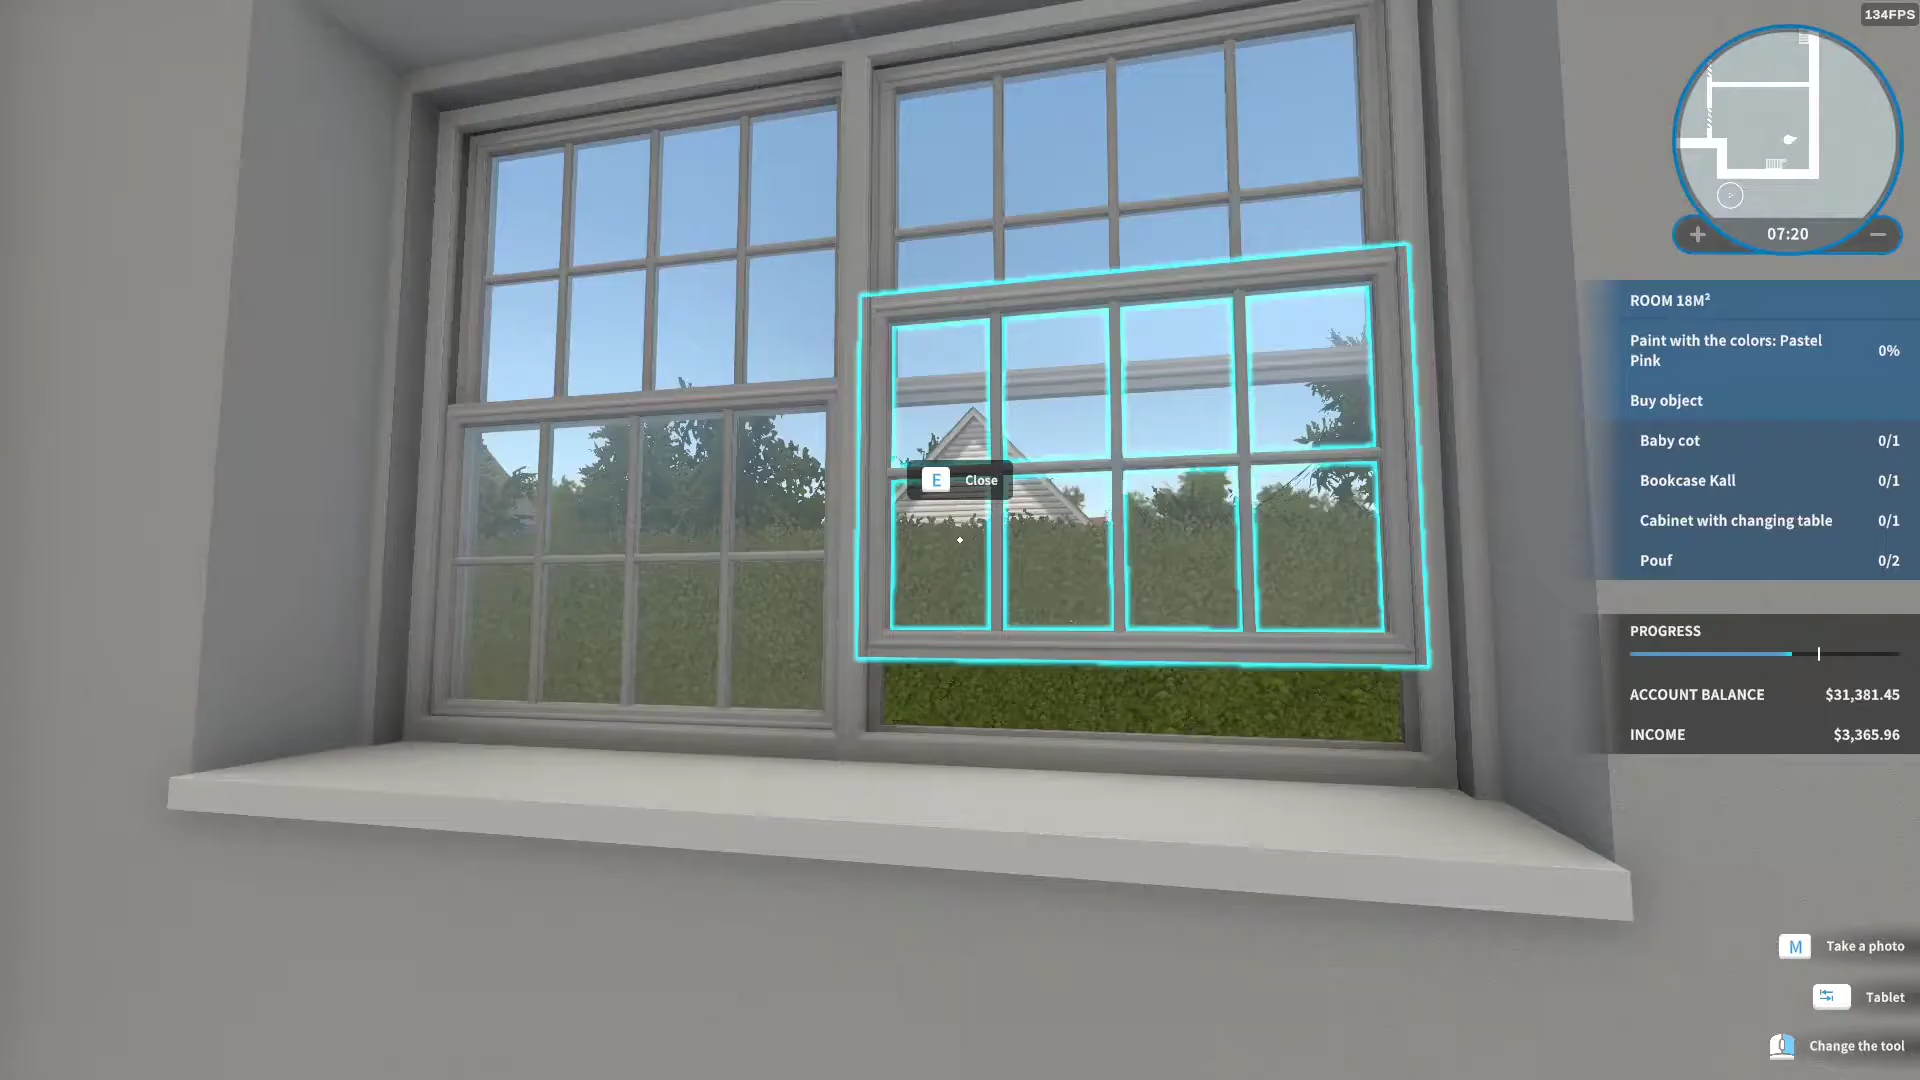 134FPS
07:20
ROOM 18M²
Paint with the colors: Pastel
Pink 0%
Buy object
Baby cot 0/1
Bookcase Kall 0/1
Cabinet with changing table 0/1
Pouf 0/2
E Close
PROGRESS
ACCOUNT BALANCE $31,381.45
INCOME $3,365.96
M Take a photo
Tablet
Change the tool